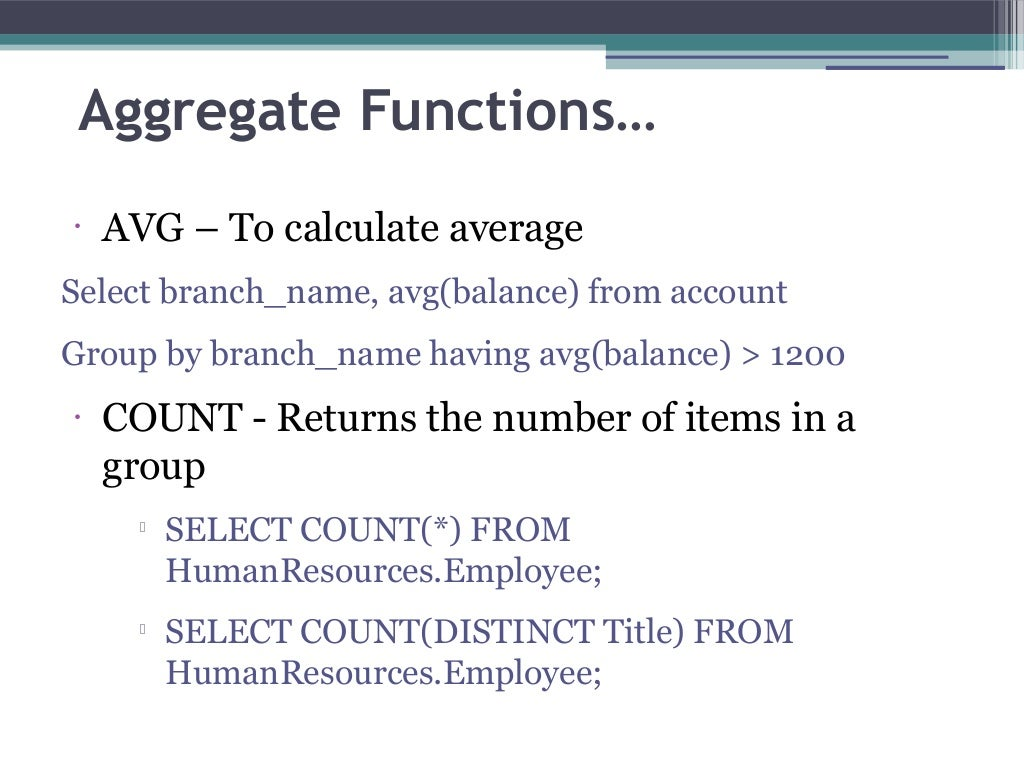 Aggregate Functions…
· AVG – To calculate average
Select branch_name, avg(balance) from account
Group by branch_name having avg(balance) > 1200
· COUNT - Returns the number of items in a
group
SELECT COUNT(*) FROM
HumanResources.Employee;
SELECT COUNT(DISTINCT Title) FROM
HumanResources.Employee;